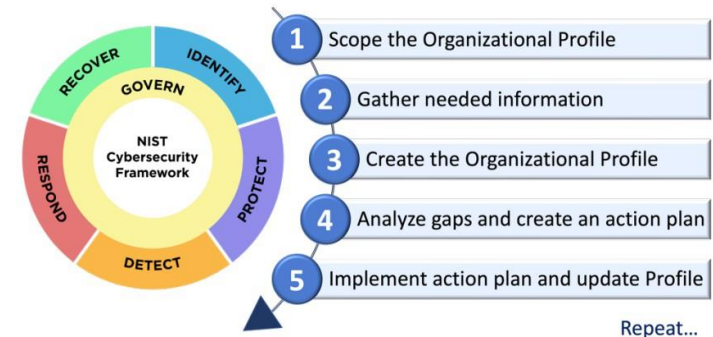 RECOVER
IDENTIFY
GOVERN
NIST
Cybersecurity
Framework
RESPOND
PROTECT
DETECT
1 Scope the Organizational Profile
2 Gather needed information
3 Create the Organizational Profile
4 Analyze gaps and create an action plan
5 Implement action plan and update Profile
Repeat...